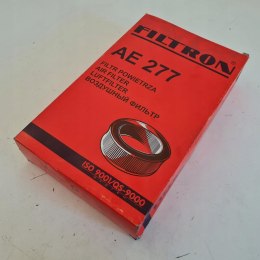 FILTRON
AE 277
FILTR POWIETRZA
AIR FILTER
LUFTFILTER
ВОЗДУШНЫЙ ФИЛЬТР
ISO 9001/QS-9000